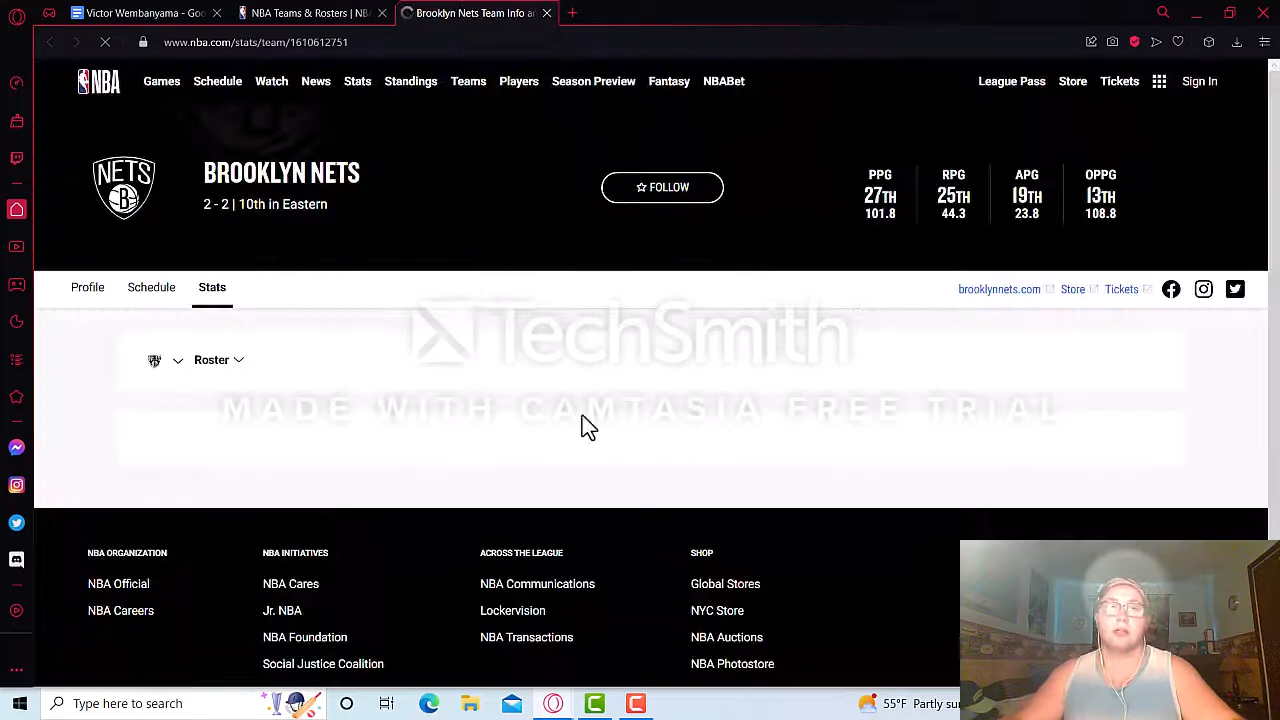 Victor Wembanyama - Goo
NBA Teams & Rosters | NB
Brooklyn Nets Team Info a
www.nba.com/stats/team/1610612751
NBA Games Schedule Watch News Stats Standings Teams Players Season Preview Fantasy NBABet League Pass Store Tickets Sign In
NETS
B
BROOKLYN NETS
2 - 2 | 10th in Eastern
FOLLOW
PPG RPG APG OPPG
27TH 25TH 19TH 13TH
101.8 44.3 23.8 108.8
Profile Schedule Stats
brooklynnets.com Store Tickets
TechSmith
Roster
MADE WITH CAMTASIA FREE TRIAL
NBA ORGANIZATION NBA INITIATIVES ACROSS THE LEAGUE SHOP
NBA Official NBA Cares NBA Communications Global Stores
NBA Careers Jr. NBA Lockervision NYC Store
NBA Foundation NBA Transactions NBA Auctions
Social Justice Coalition NBA Photostore
Type here to search
55°F Partly su